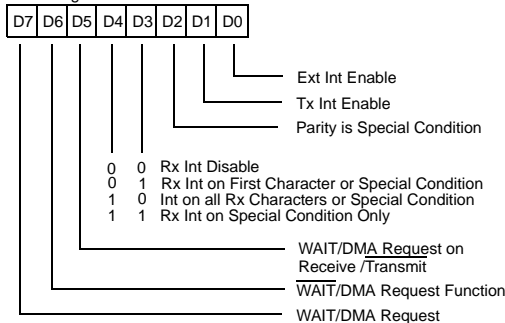 D7 D6 D5 D4 D3 D2 D1 D0
Ext Int Enable
Tx Int Enable
Parity is Special Condition
0 0 Rx Int Disable
0 1 Rx Int on First Character or Special Condition
1 0 Int on all Rx Characters or Special Condition
1 1 Rx Int on Special Condition Only
WAIT/DMA Request on
Receive /Transmit
WAIT/DMA Request Function
WAIT/DMA Request